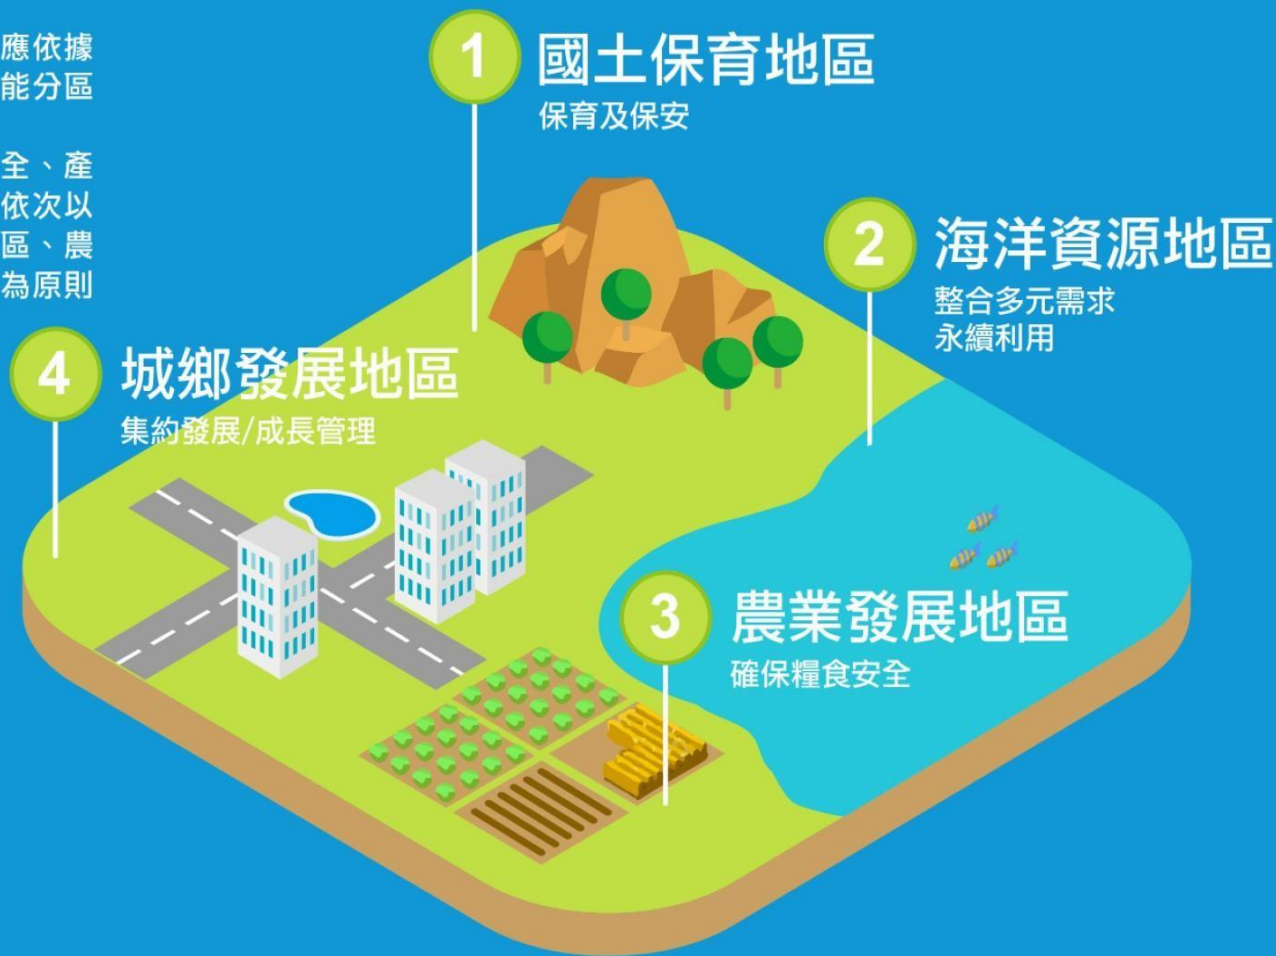 應依據
能分區
全、產
依次以
區、農
為原則
1
國土保育地區
保育及保安
2
海洋資源地區
整合多元需求
永續利用
4
城鄉發展地區
集約發展/成長管理
3
農業發展地區
確保糧食安全